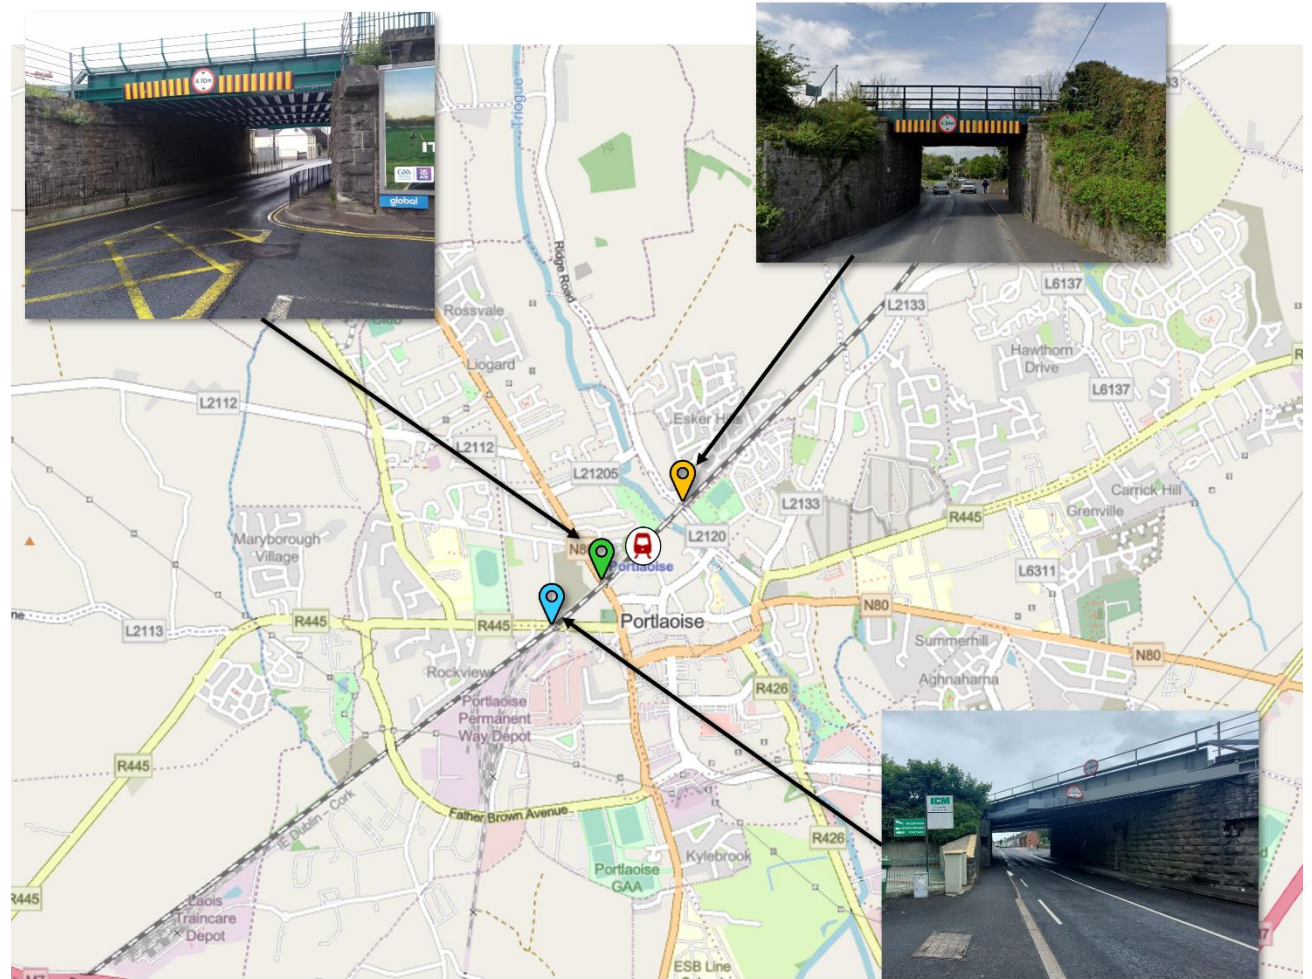 4.10m
GAA
global
Triogue
Ridge Road
L2133
L6137
Rossvale
Liogard
Hawthorn
Drive
L6137
L2112
Esker Hills
L2112
L21205
L2133
Carrick Hill
R445
Grenville
Maryborough
Village
L2120
N80
Portlaoise
L6311
N80
L2113
R445
R445
Portlaoise
Summerhill
N80
Rockview
Aghnaharna
R426
Portlaoise
Permanent
Way Depot
R445
IE Dublin - Cork
Father Brown Avenue
R426
Kylebrook
Portlaoise
GAA
ICM
R445
Laois
Traincare
Depot
M7
ESB Line